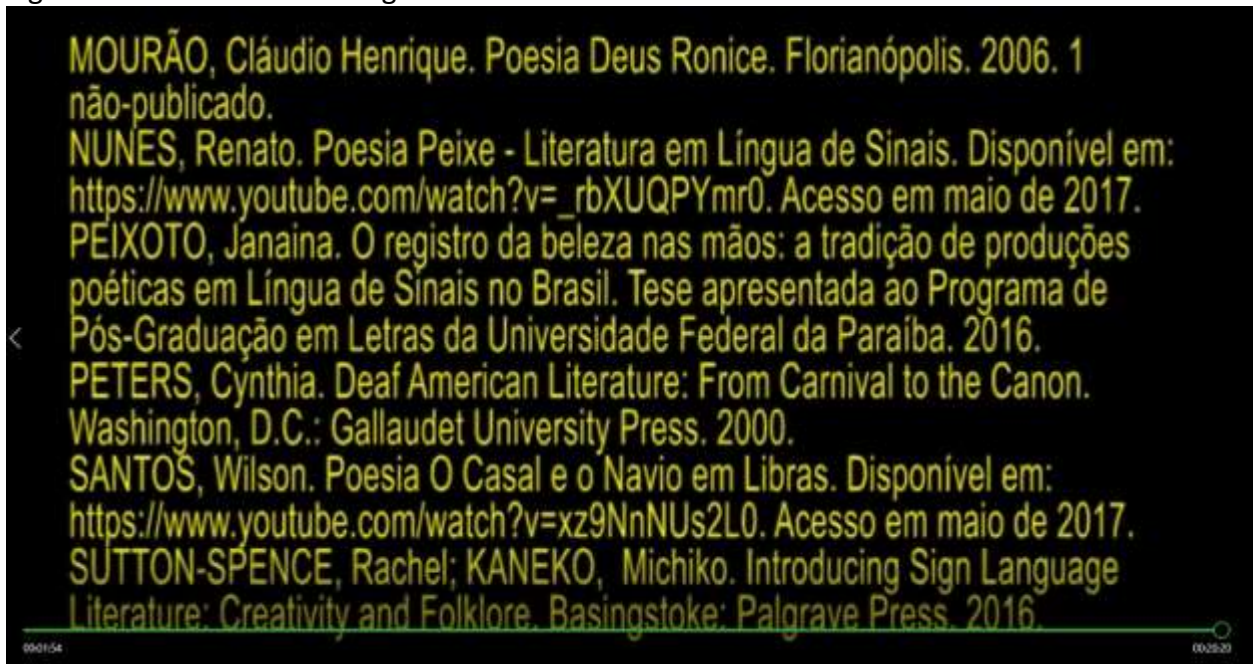 MOURÃO, Cláudio Henrique. Poesia Deus Ronice. Florianópolis. 2006. 1
não-publicado.
NUNES, Renato. Poesia Peixe - Literatura em Língua de Sinais. Disponível em:
https://www.youtube.com/watch?v=_rbXUQPYmr0. Acesso em maio de 2017.
PEIXOTO, Janaina. O registro da beleza nas mãos: a tradição de produções
poéticas em Língua de Sinais no Brasil. Tese apresentada ao Programa de
Pós-Graduação em Letras da Universidade Federal da Paraíba. 2016.
PETERS, Cynthia. Deaf American Literature: From Carnival to the Canon.
Washington, D.C.: Gallaudet University Press. 2000.
SANTOS, Wilson. Poesia O Casal e o Navio em Libras. Disponível em:
https://www.youtube.com/watch?v=xz9NnNUs2L0. Acesso em maio de 2017.
SUTTON-SPENCE, Rachel; KANEKO, Michiko. Introducing Sign Language
Literature: Creativity and Folklore. Basingstoke: Palgrave Press. 2016.
00:01:54
00:20:20